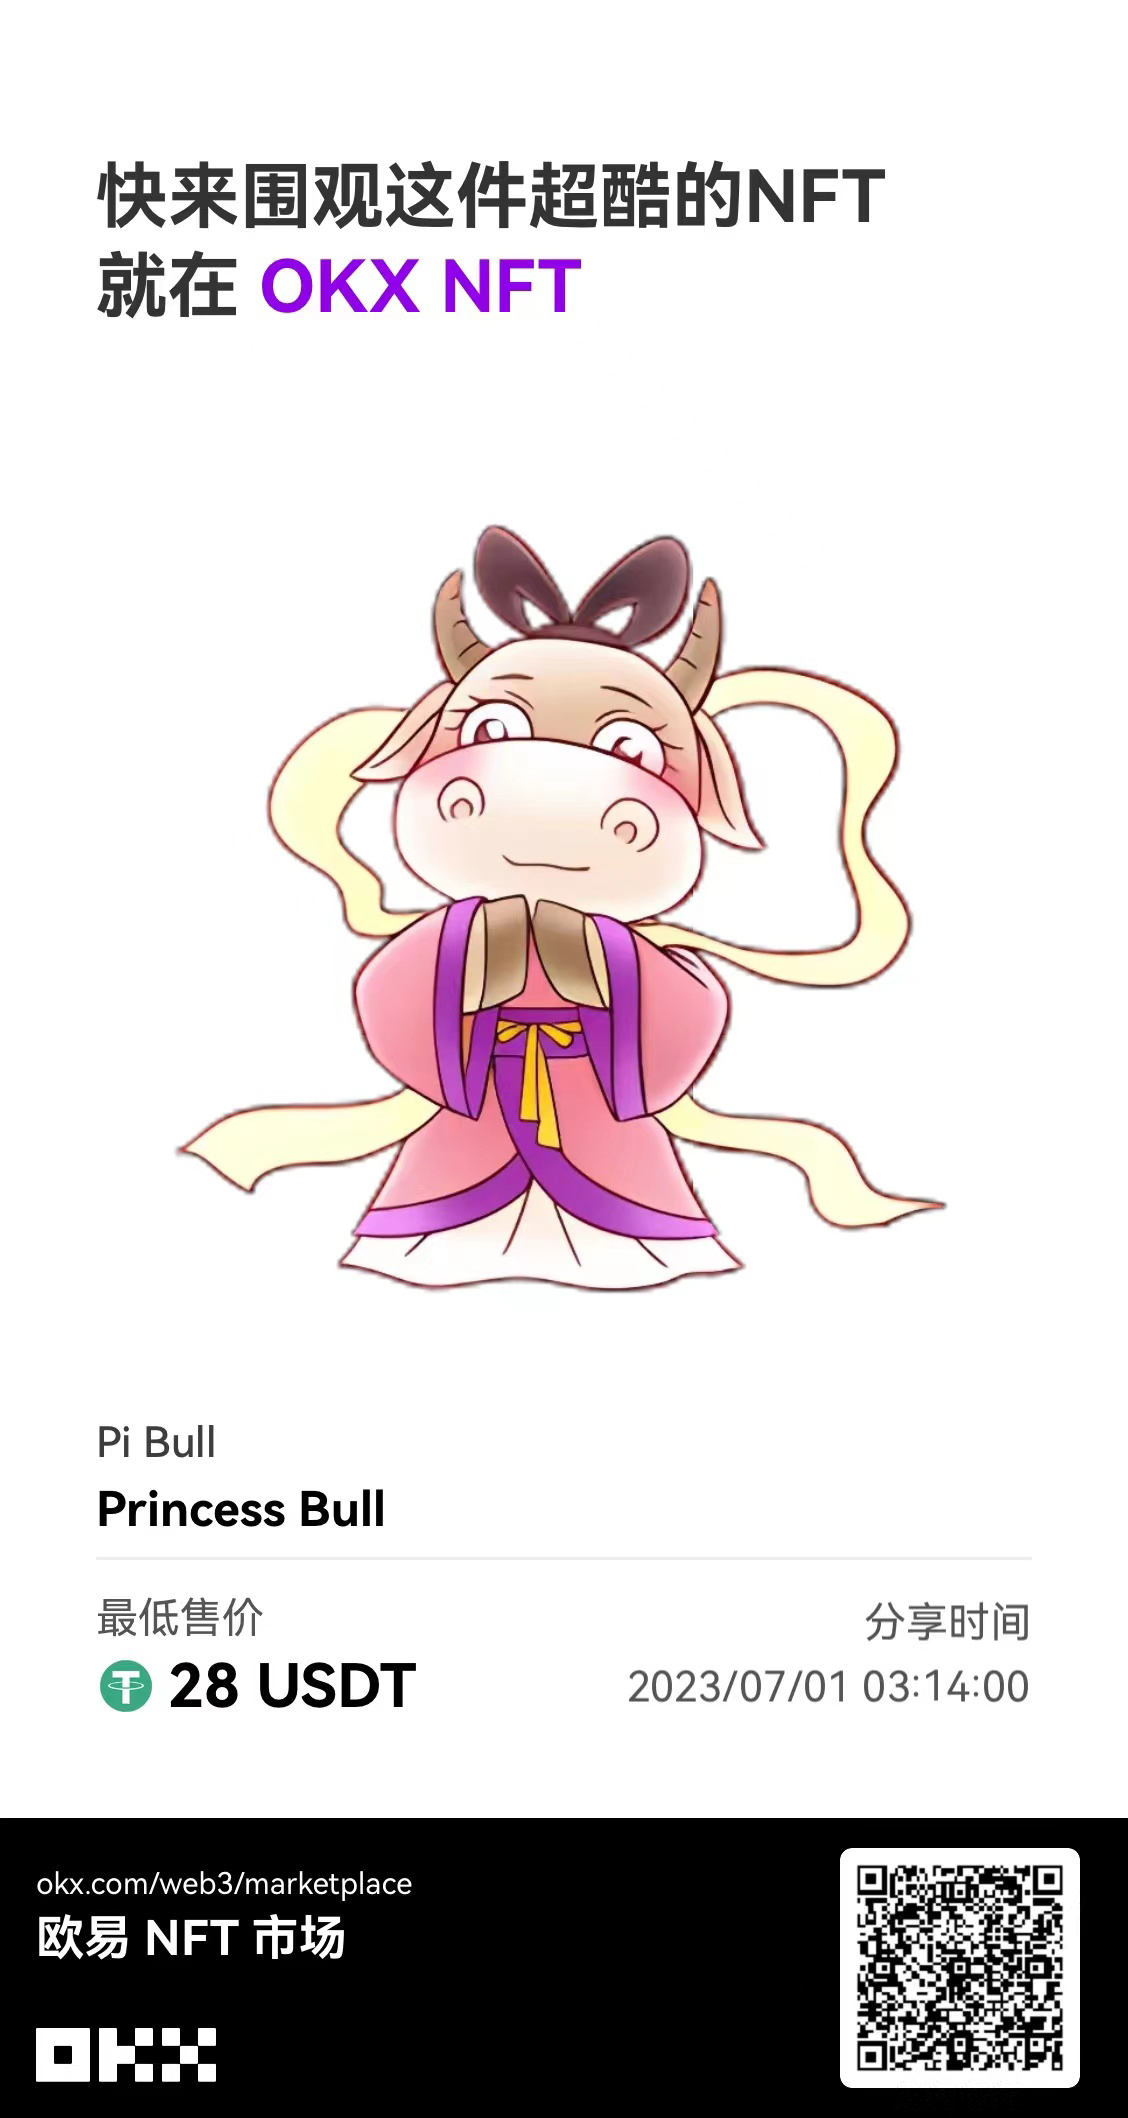 快来围观这件超酷的NFT
就在 OKX NFT
Pi Bull
Princess Bull
最低售价
28 USDT
分享时间
2023/07/01 03:14:00
okx.com/web3/marketplace
欧易 NFT 市场
OKX